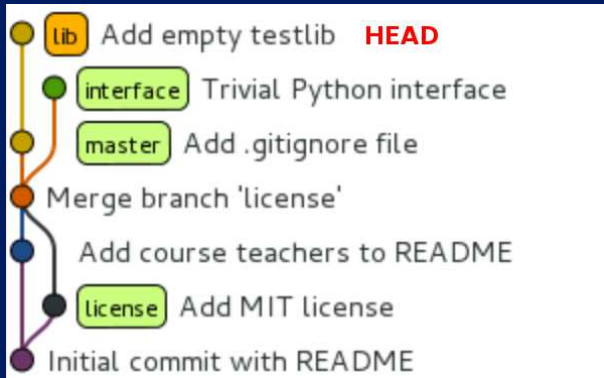 lib Add empty testlib HEAD
interface Trivial Python interface
master Add .gitignore file
Merge branch 'license'
Add course teachers to README
license Add MIT license
Initial commit with README